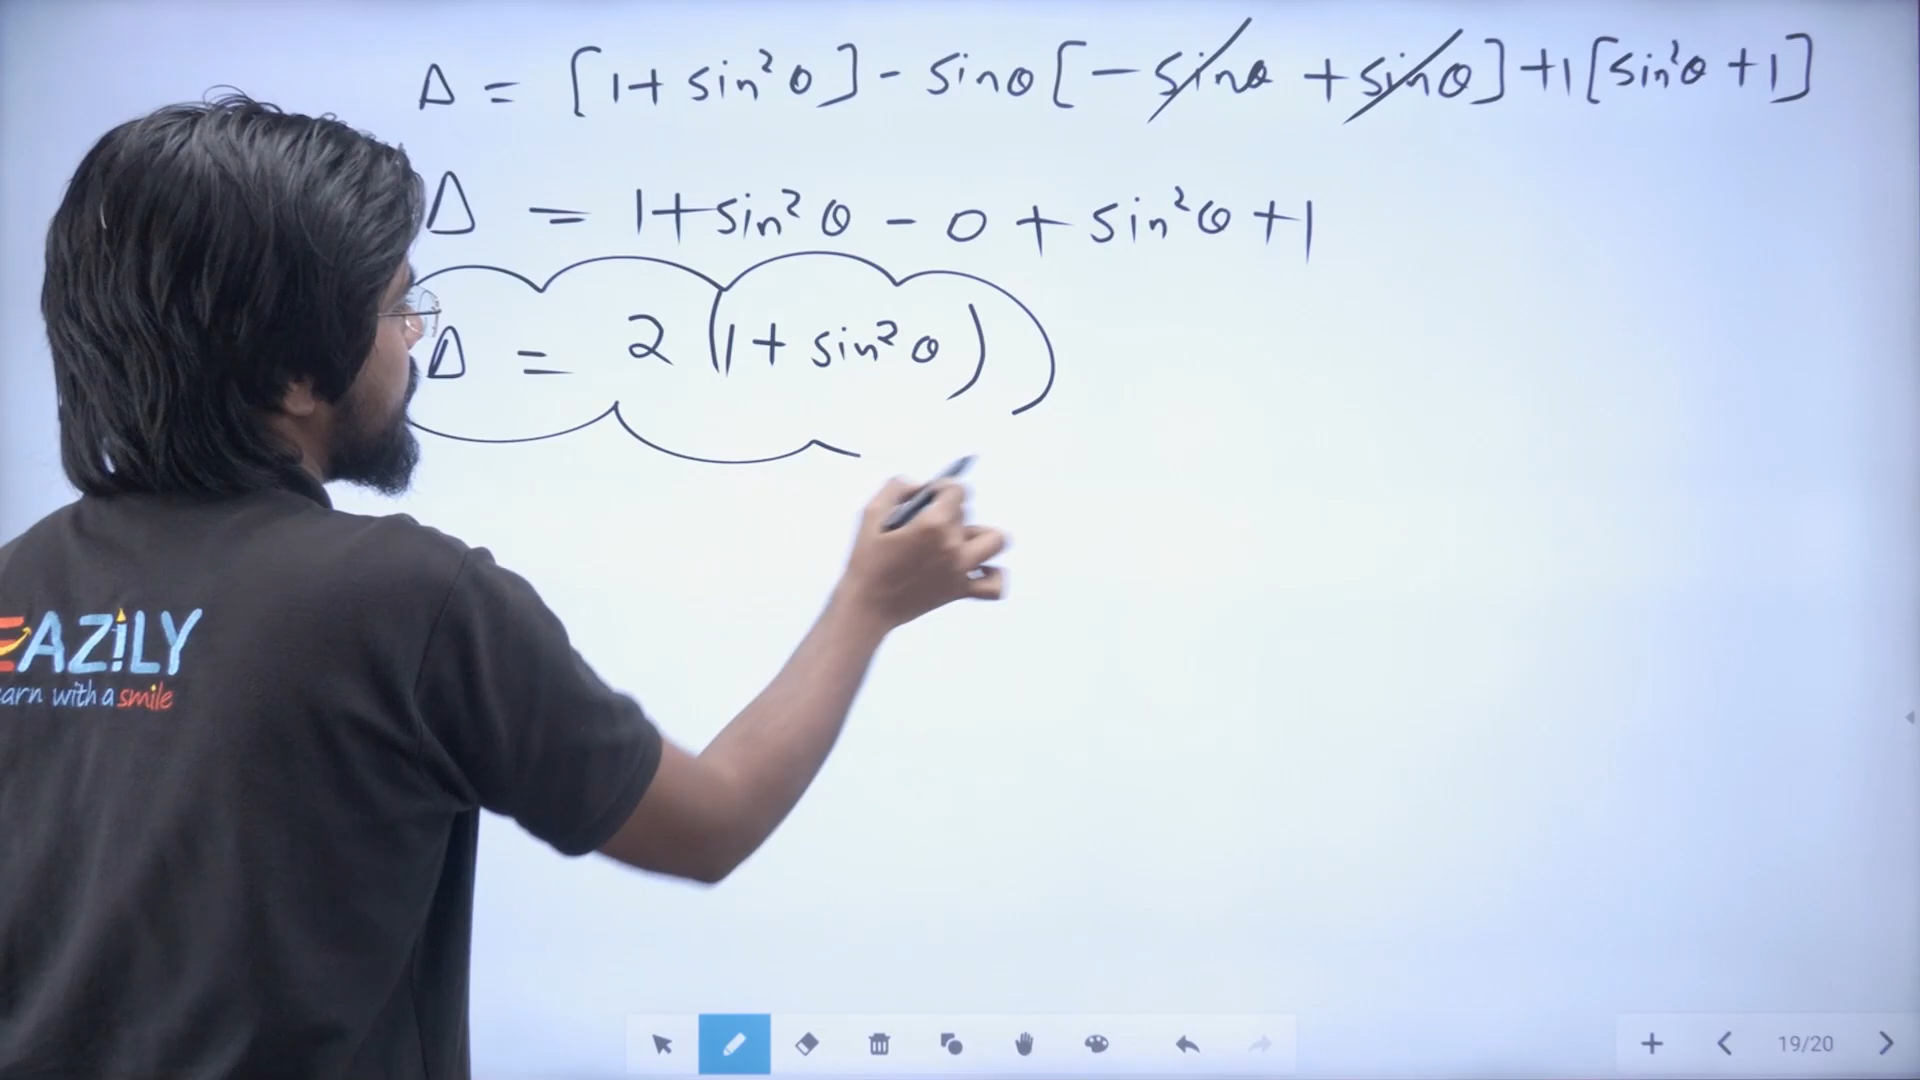 Δ = [1 + sin²θ] - sinθ [- sinθ + sinθ] + 1 [sin²θ + 1]
Δ = 1 + sin²θ - 0 + sin²θ + 1
Δ = 2 (1 + sin²θ)
EAZiLY
earn with a smile
19/20